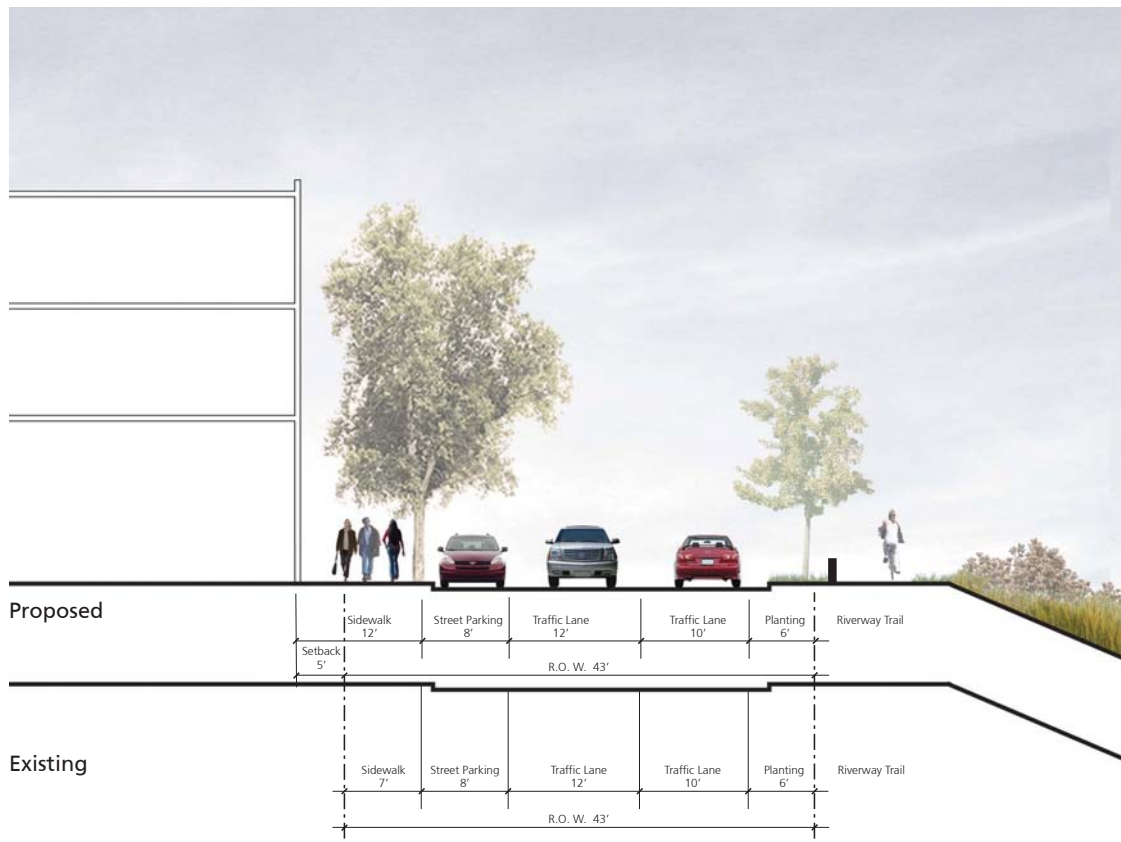 Proposed
Sidewalk
12'
Street Parking
8'
Traffic Lane
12'
Traffic Lane
10'
Planting
6'
Riverway Trail
Setback
5'
R.O. W.  43'
Existing
Sidewalk
7'
Street Parking
8'
Traffic Lane
12'
Traffic Lane
10'
Planting
6'
Riverway Trail
R.O. W.  43'